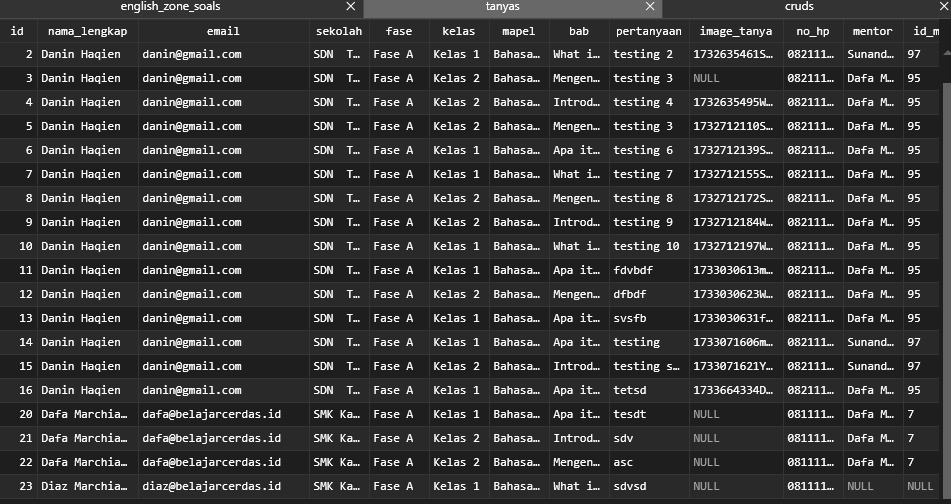 english_zone_soals × tanyas × cruds ×
id nama_lengkap email sekolah fase kelas mapel bab pertanyaan image_tanya no_hp mentor id_m
2 Danin Haqien danin@gmail.com SDN T… Fase A Kelas 1 Bahasa… What i… testing 2 1732635461S… 082111… Sunand… 97
3 Danin Haqien danin@gmail.com SDN T… Fase A Kelas 2 Bahasa… Mengen… testing 3 NULL 082111… Dafa M… 95
4 Danin Haqien danin@gmail.com SDN T… Fase A Kelas 2 Bahasa… Introd… testing 4 1732635495W… 082111… Dafa M… 95
5 Danin Haqien danin@gmail.com SDN T… Fase A Kelas 2 Bahasa… Mengen… testing 3 1732712110S… 082111… Dafa M… 95
6 Danin Haqien danin@gmail.com SDN T… Fase A Kelas 1 Bahasa… Apa it… testing 6 1732712139S… 082111… Dafa M… 95
7 Danin Haqien danin@gmail.com SDN T… Fase A Kelas 1 Bahasa… What i… testing 7 1732712155S… 082111… Dafa M… 95
8 Danin Haqien danin@gmail.com SDN T… Fase A Kelas 2 Bahasa… Mengen… testing 8 1732712172S… 082111… Dafa M… 95
9 Danin Haqien danin@gmail.com SDN T… Fase A Kelas 2 Bahasa… Introd… testing 9 1732712184W… 082111… Dafa M… 95
10 Danin Haqien danin@gmail.com SDN T… Fase A Kelas 1 Bahasa… What i… testing 10 1732712197W… 082111… Dafa M… 95
11 Danin Haqien danin@gmail.com SDN T… Fase A Kelas 1 Bahasa… Apa it… fdvbdf 1733030613m… 082111… Dafa M… 95
12 Danin Haqien danin@gmail.com SDN T… Fase A Kelas 2 Bahasa… Mengen… dfbdf 1733030623W… 082111… Dafa M… 95
13 Danin Haqien danin@gmail.com SDN T… Fase A Kelas 1 Bahasa… Apa it… svsfb 1733030631f… 082111… Dafa M… 95
14 Danin Haqien danin@gmail.com SDN T… Fase A Kelas 1 Bahasa… Apa it… testing 1733071606m… 082111… Sunand… 97
15 Danin Haqien danin@gmail.com SDN T… Fase A Kelas 2 Bahasa… Introd… testing s… 1733071621Y… 082111… Sunand… 97
16 Danin Haqien danin@gmail.com SDN T… Fase A Kelas 1 Bahasa… Apa it… tetsd 1733664334D… 082111… Dafa M… 95
20 Dafa Marchia… dafa@belajarcerdas.id SMK Ka… Fase A Kelas 1 Bahasa… Apa it… tesdt NULL 081111… Dafa M… 7
21 Dafa Marchia… dafa@belajarcerdas.id SMK Ka… Fase A Kelas 2 Bahasa… Introd… sdv NULL 081111… Dafa M… 7
22 Dafa Marchia… dafa@belajarcerdas.id SMK Ka… Fase A Kelas 2 Bahasa… Mengen… asc NULL 081111… Dafa M… 7
23 Diaz Marchia… diaz@belajarcerdas.id SMK Ka… Fase A Kelas 1 Bahasa… What i… sdvsd NULL 081111… NULL NULL